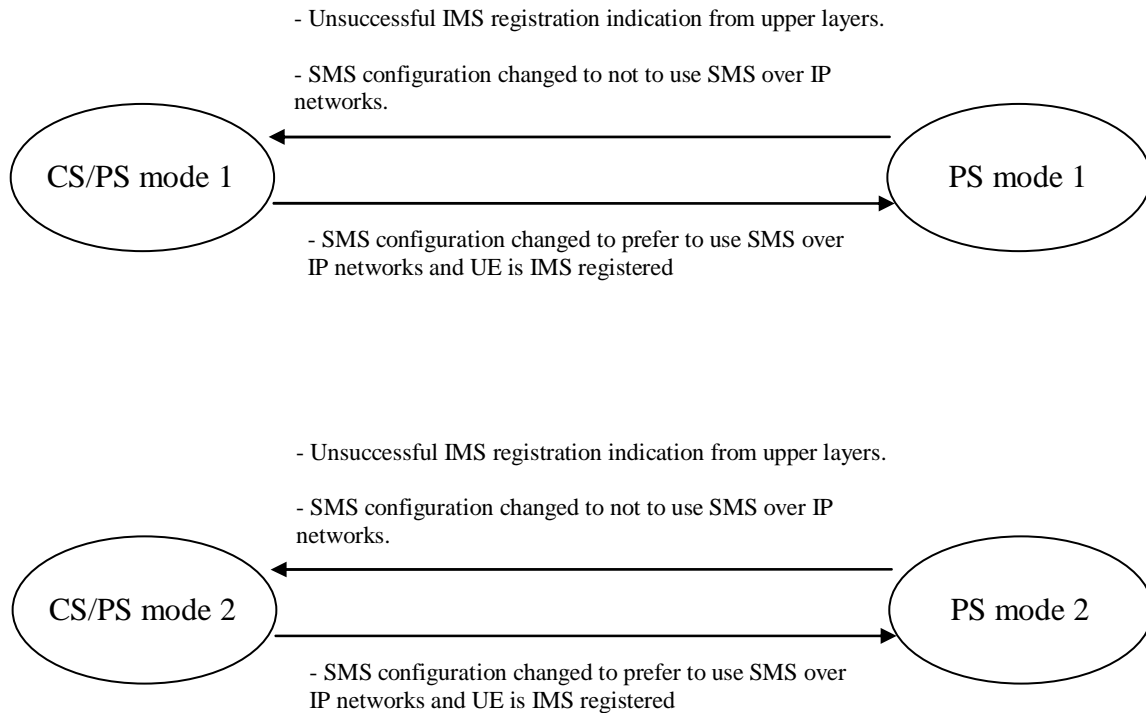 - Unsuccessful IMS registration indication from upper layers.
- SMS configuration changed to not to use SMS over IP
networks.
CS/PS mode 1
PS mode 1
- SMS configuration changed to prefer to use SMS over
IP networks and UE is IMS registered
- Unsuccessful IMS registration indication from upper layers.
- SMS configuration changed to not to use SMS over IP
networks.
CS/PS mode 2
PS mode 2
- SMS configuration changed to prefer to use SMS over
IP networks and UE is IMS registered